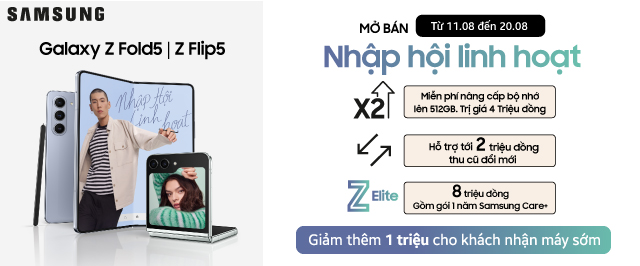 SAMSUNG
Galaxy Z Fold5 | Z Flip5
Nhập Hội
linh
hoạt
MỞ BÁN
Từ 11.08 đến 20.08
Nhập hội linh hoạt
X2
Miễn phí nâng cấp bộ nhớ
lên 512GB. Trị giá 4 Triệu đồng
Hỗ trợ tới 2 triệu đồng
thu cũ đổi mới
Z Elite
8 triệu đồng
Gồm gói 1 năm Samsung Care+
Giảm thêm 1 triệu cho khách nhận máy sớm